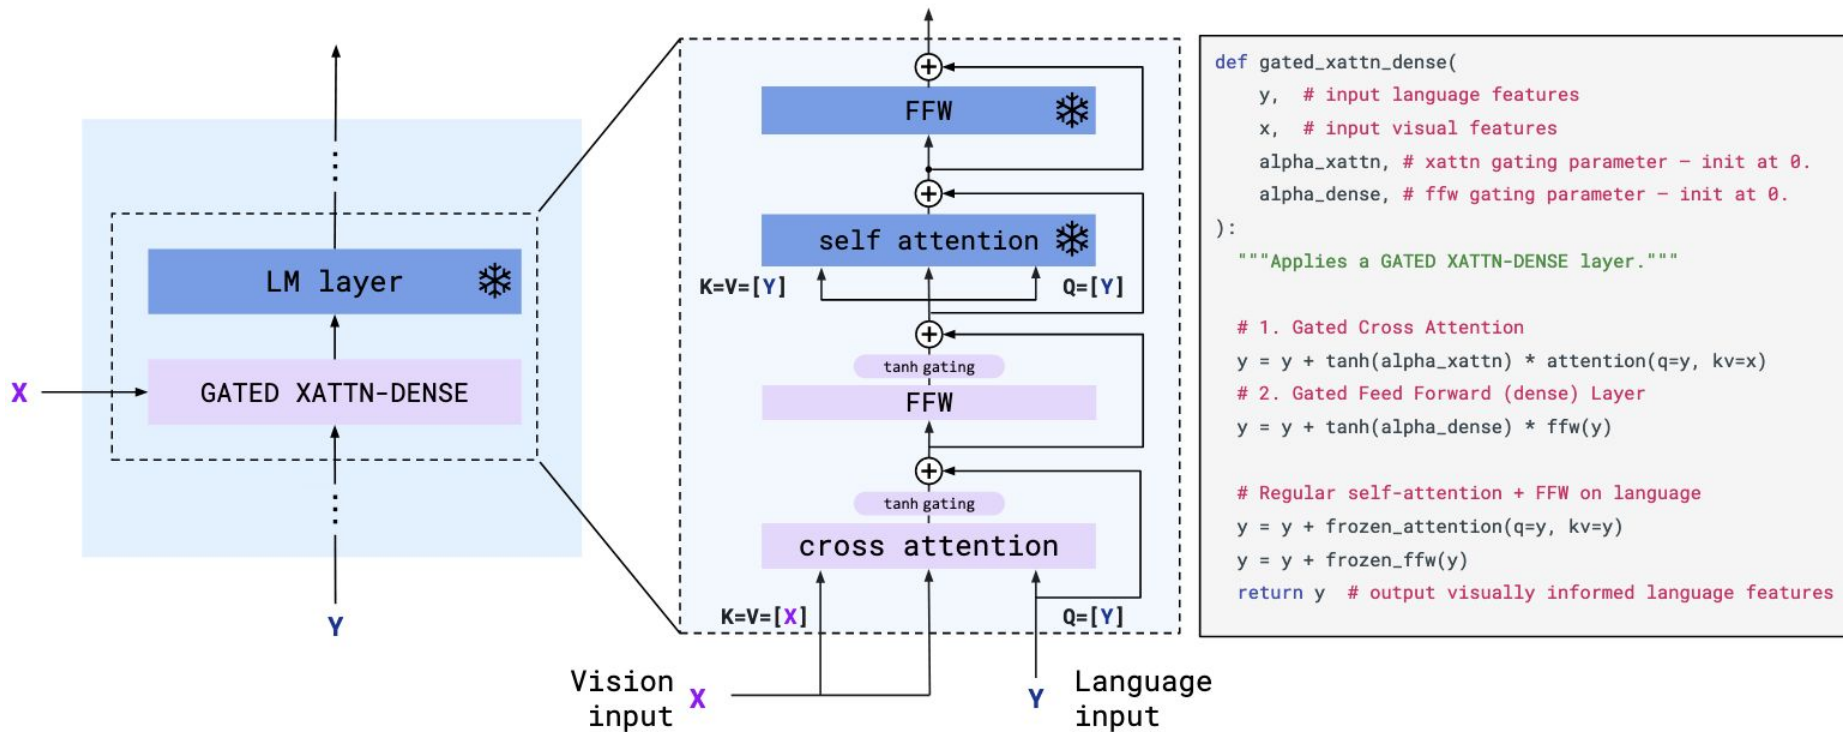 LM layer
X
GATED XATTN-DENSE
Y
FFW
self attention
K=V=[Y]
Q=[Y]
tanh gating
FFW
tanh gating
cross attention
K=V=[X]
Q=[Y]
Vision
input
X
Y
Language
input
def gated_xattn_dense(
y,  # input language features
x,  # input visual features
alpha_xattn, # xattn gating parameter – init at 0.
alpha_dense, # ffw gating parameter – init at 0.
):
"""Applies a GATED XATTN-DENSE layer."""
# 1. Gated Cross Attention
y = y + tanh(alpha_xattn) * attention(q=y, kv=x)
# 2. Gated Feed Forward (dense) Layer
y = y + tanh(alpha_dense) * ffw(y)
# Regular self-attention + FFW on language
y = y + frozen_attention(q=y, kv=y)
y = y + frozen_ffw(y)
return y  # output visually informed language features